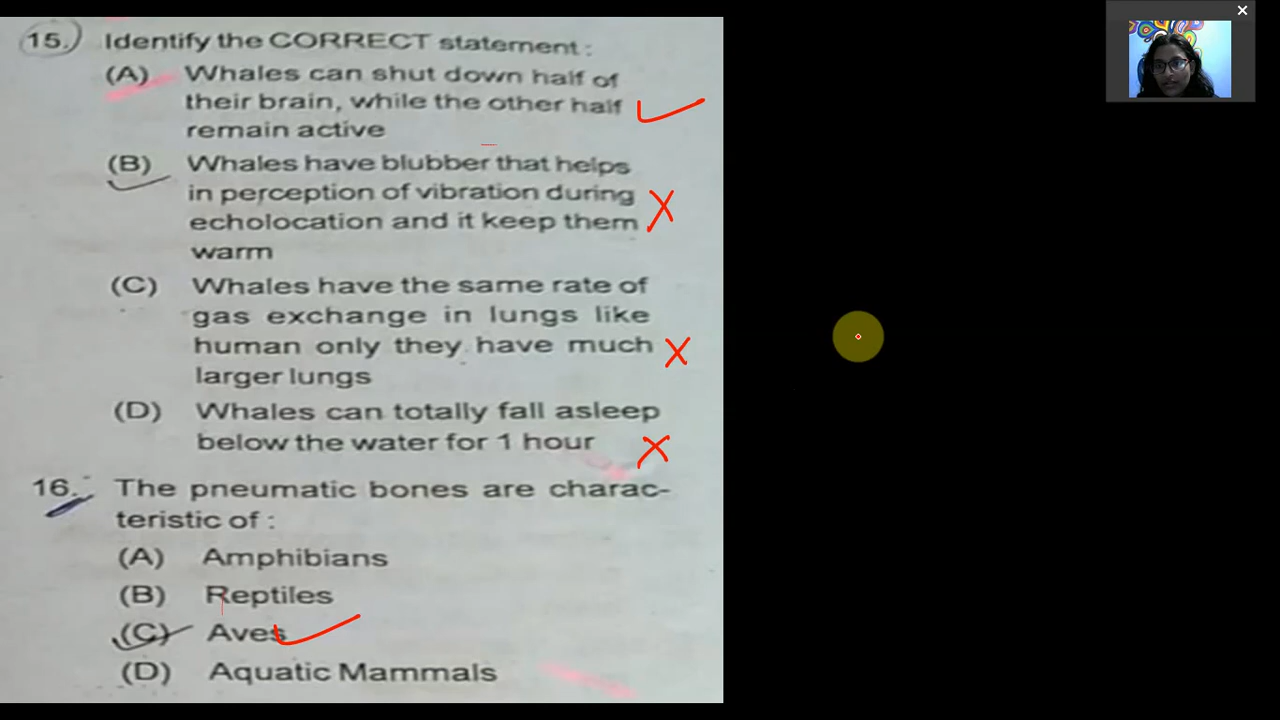 15. Identify the CORRECT statement :
(A) Whales can shut down half of
their brain, while the other half
remain active
(B) Whales have blubber that helps
in perception of vibration during
echolocation and it keep them
warm
(C) Whales have the same rate of
gas exchange in lungs like
human only they have much
larger lungs
(D) Whales can totally fall asleep
below the water for 1 hour
16. The pneumatic bones are charac-
teristic of :
(A) Amphibians
(B) Reptiles
(C) Aves
(D) Aquatic Mammals